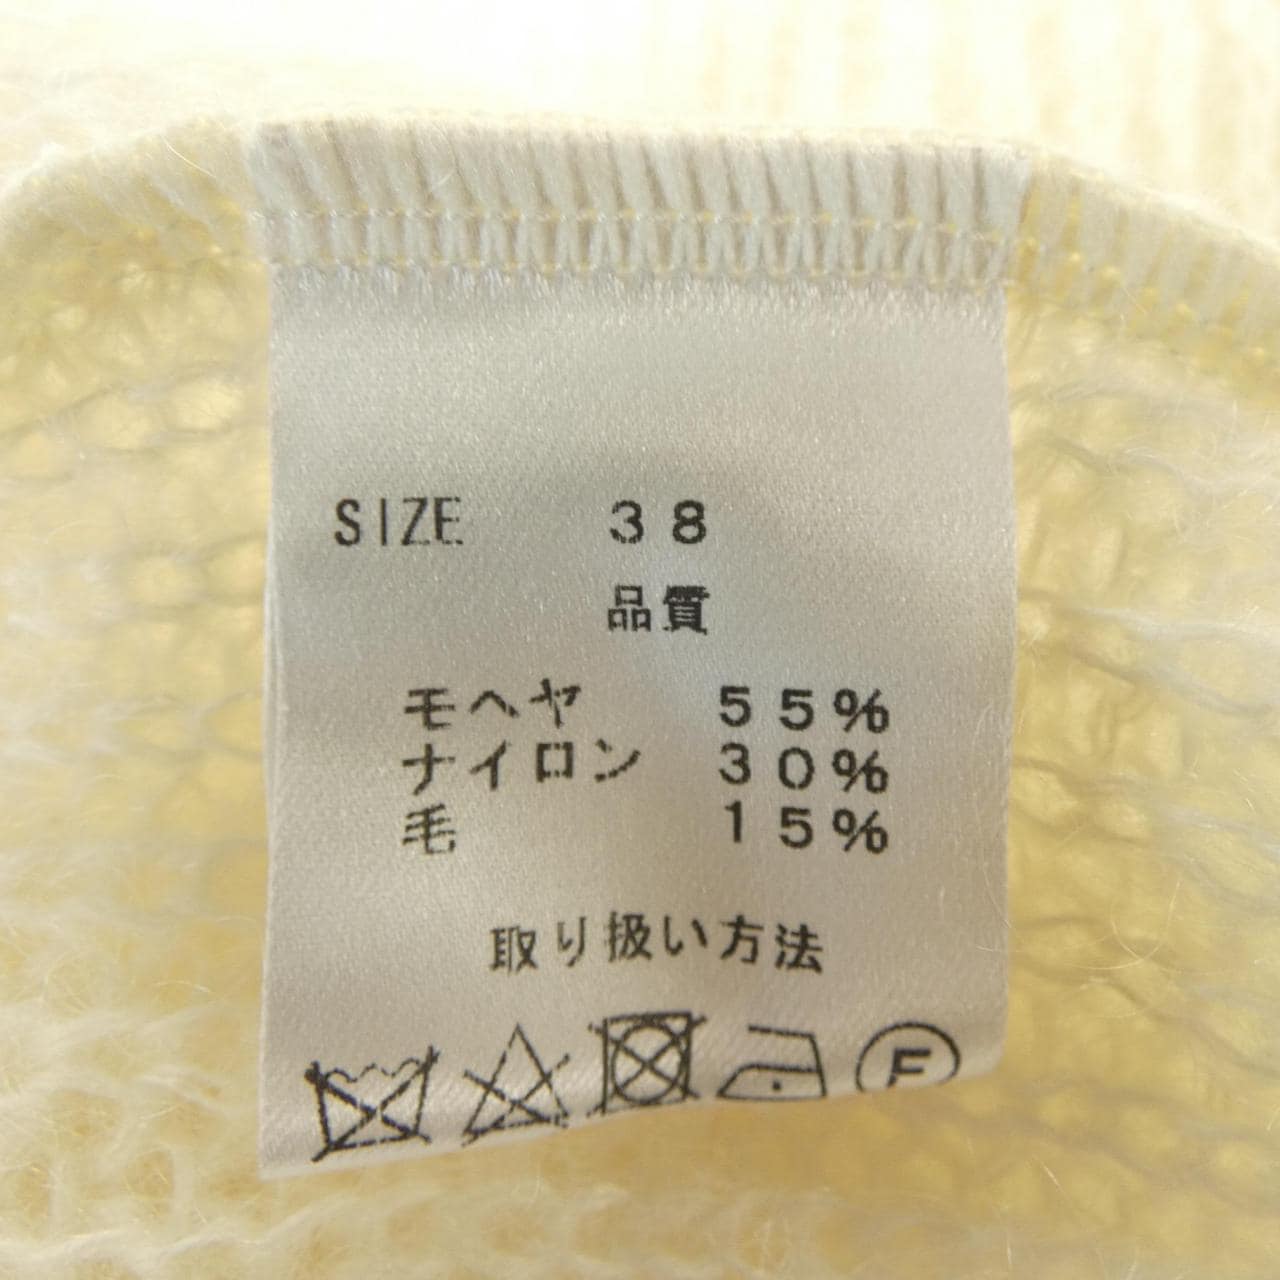 SIZE 38
品質
モヘヤ 55%
ナイロン 30%
毛 15%
取り扱い方法
F